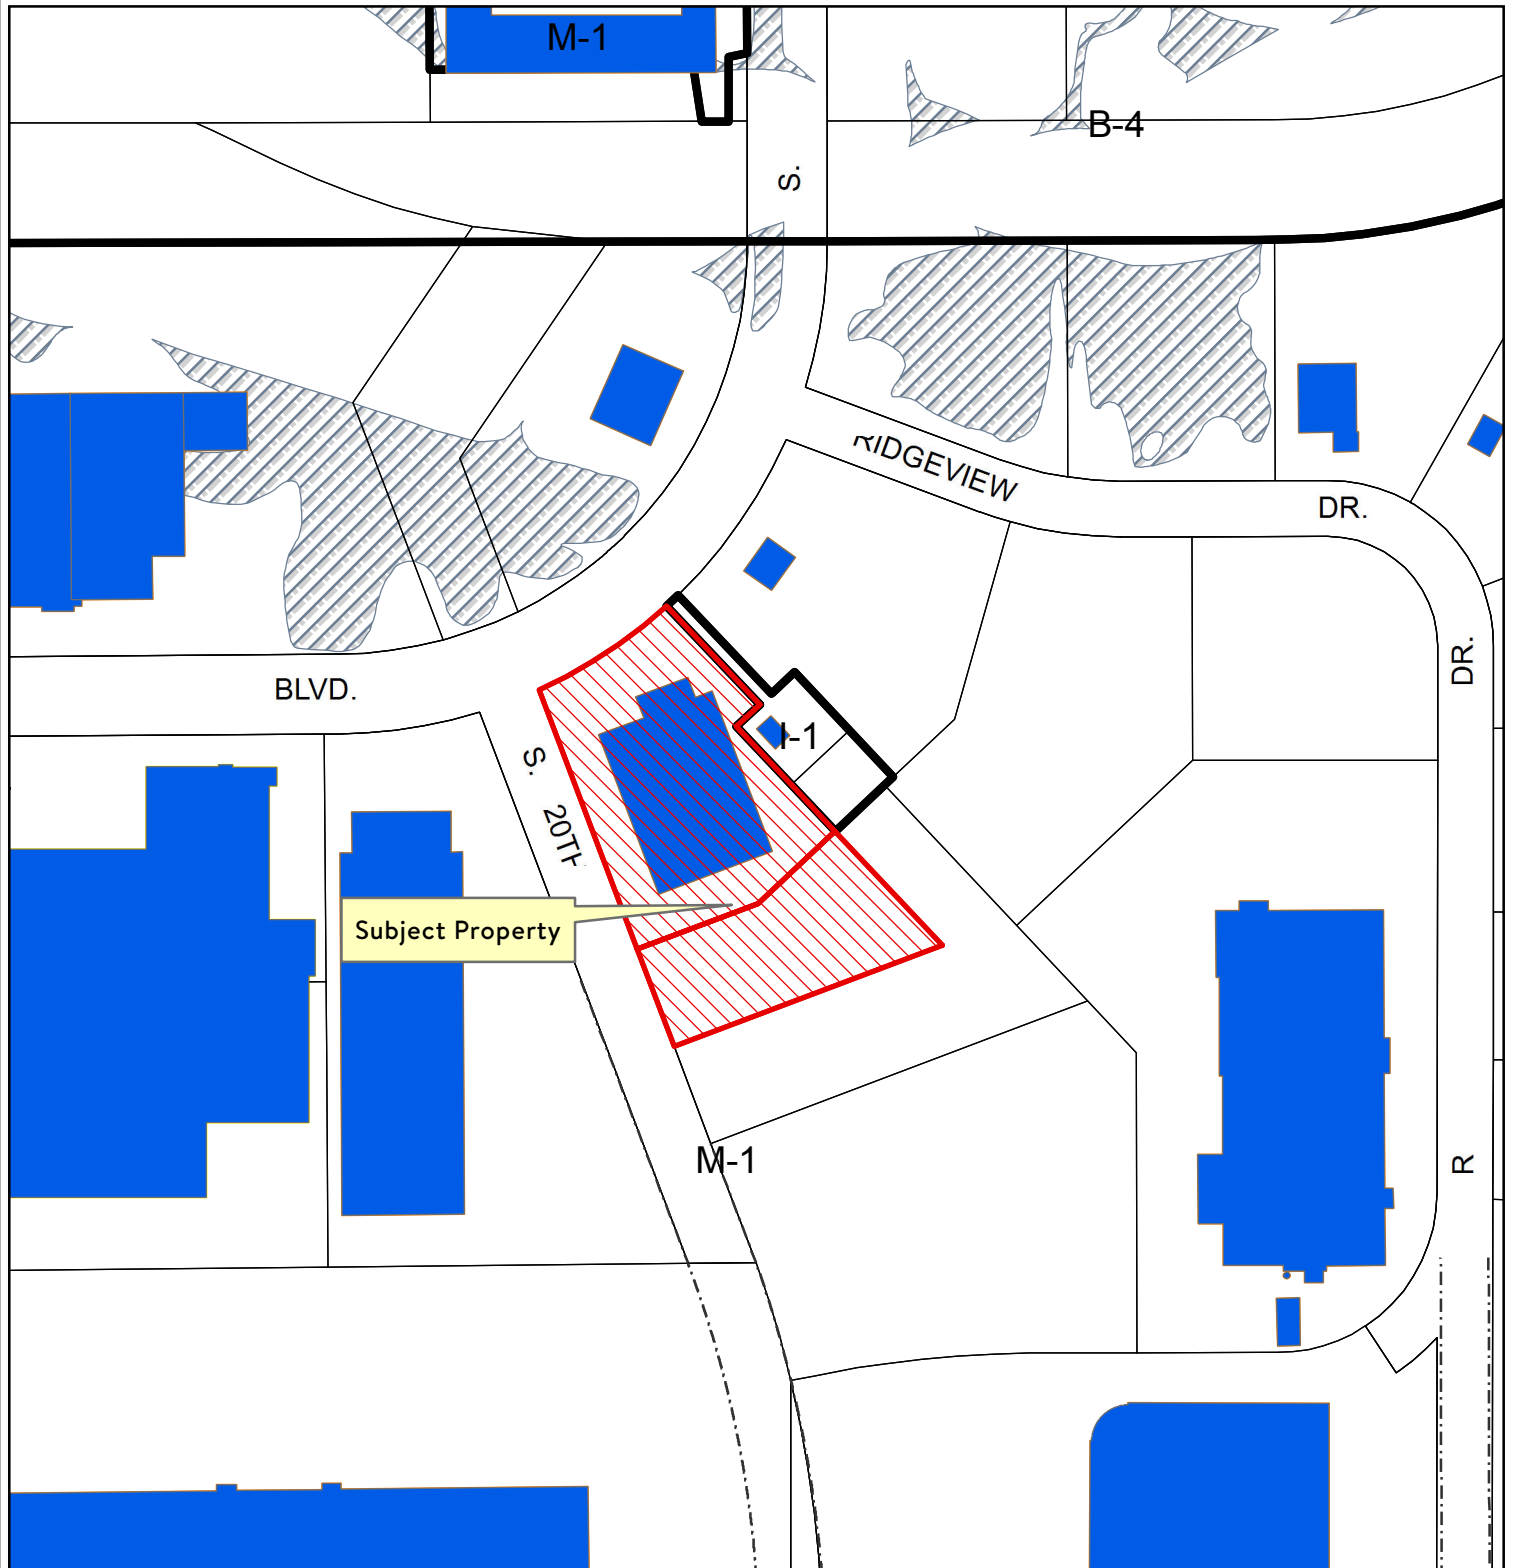 M-1
B-4
S.
RIDGEVIEW
DR.
DR.
BLVD.
I-1
S.
20TH
Subject Property
M-1
R